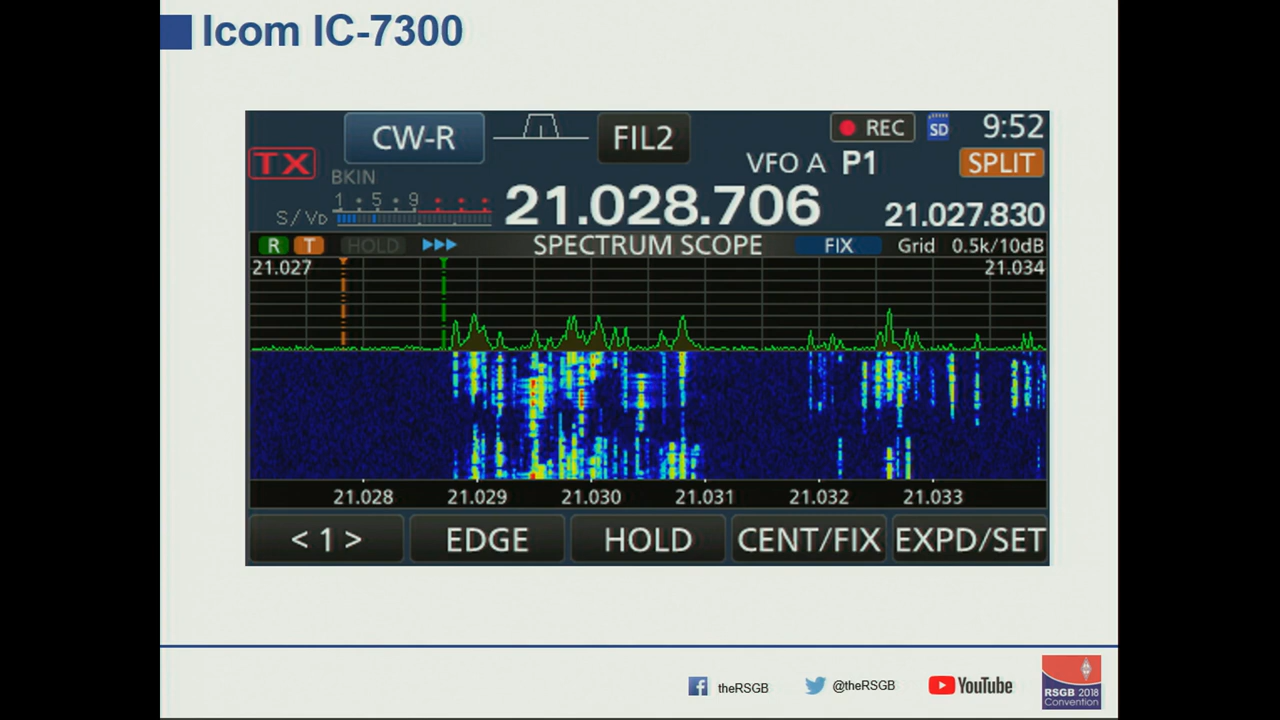 Icom IC-7300
CW-R FIL2 REC SD 9:52
TX BKIN VFO A P1 SPLIT
1 5 9
S/VD 21.028.706 21.027.830
R T HOLD SPECTRUM SCOPE FIX Grid 0.5k/10dB
21.027 21.034
21.028 21.029 21.030 21.031 21.032 21.033
< 1 > EDGE HOLD CENT/FIX EXPD/SET
theRSGB @theRSGB YouTube
RSGB 2018
Convention